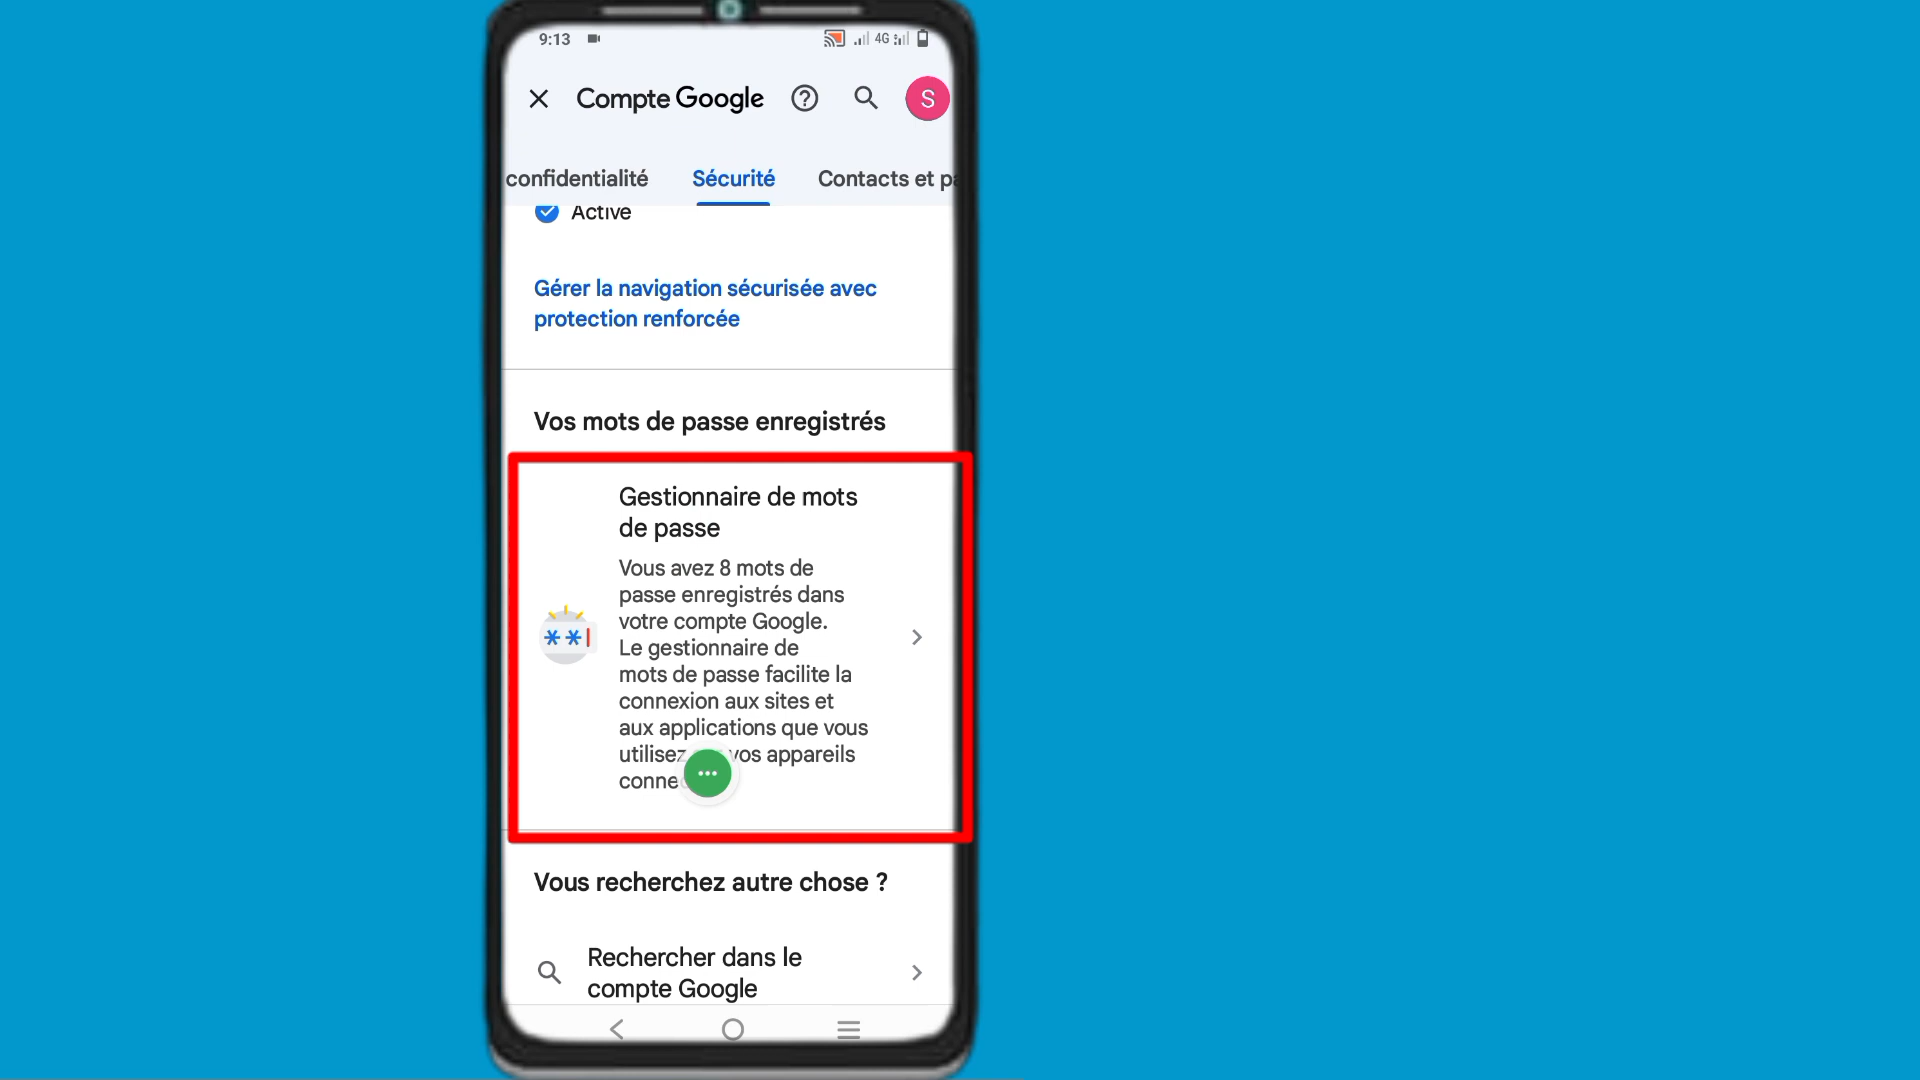 9:13
4G
Compte Google
S
confidentialité Sécurité Contacts et pa
Active
Gérer la navigation sécurisée avec
protection renforcée
Vos mots de passe enregistrés
Gestionnaire de mots
de passe
Vous avez 8 mots de
passe enregistrés dans
votre compte Google.
Le gestionnaire de
mots de passe facilite la
connexion aux sites et
aux applications que vous
utilisez vos appareils
conne
Vous recherchez autre chose ?
Rechercher dans le
compte Google